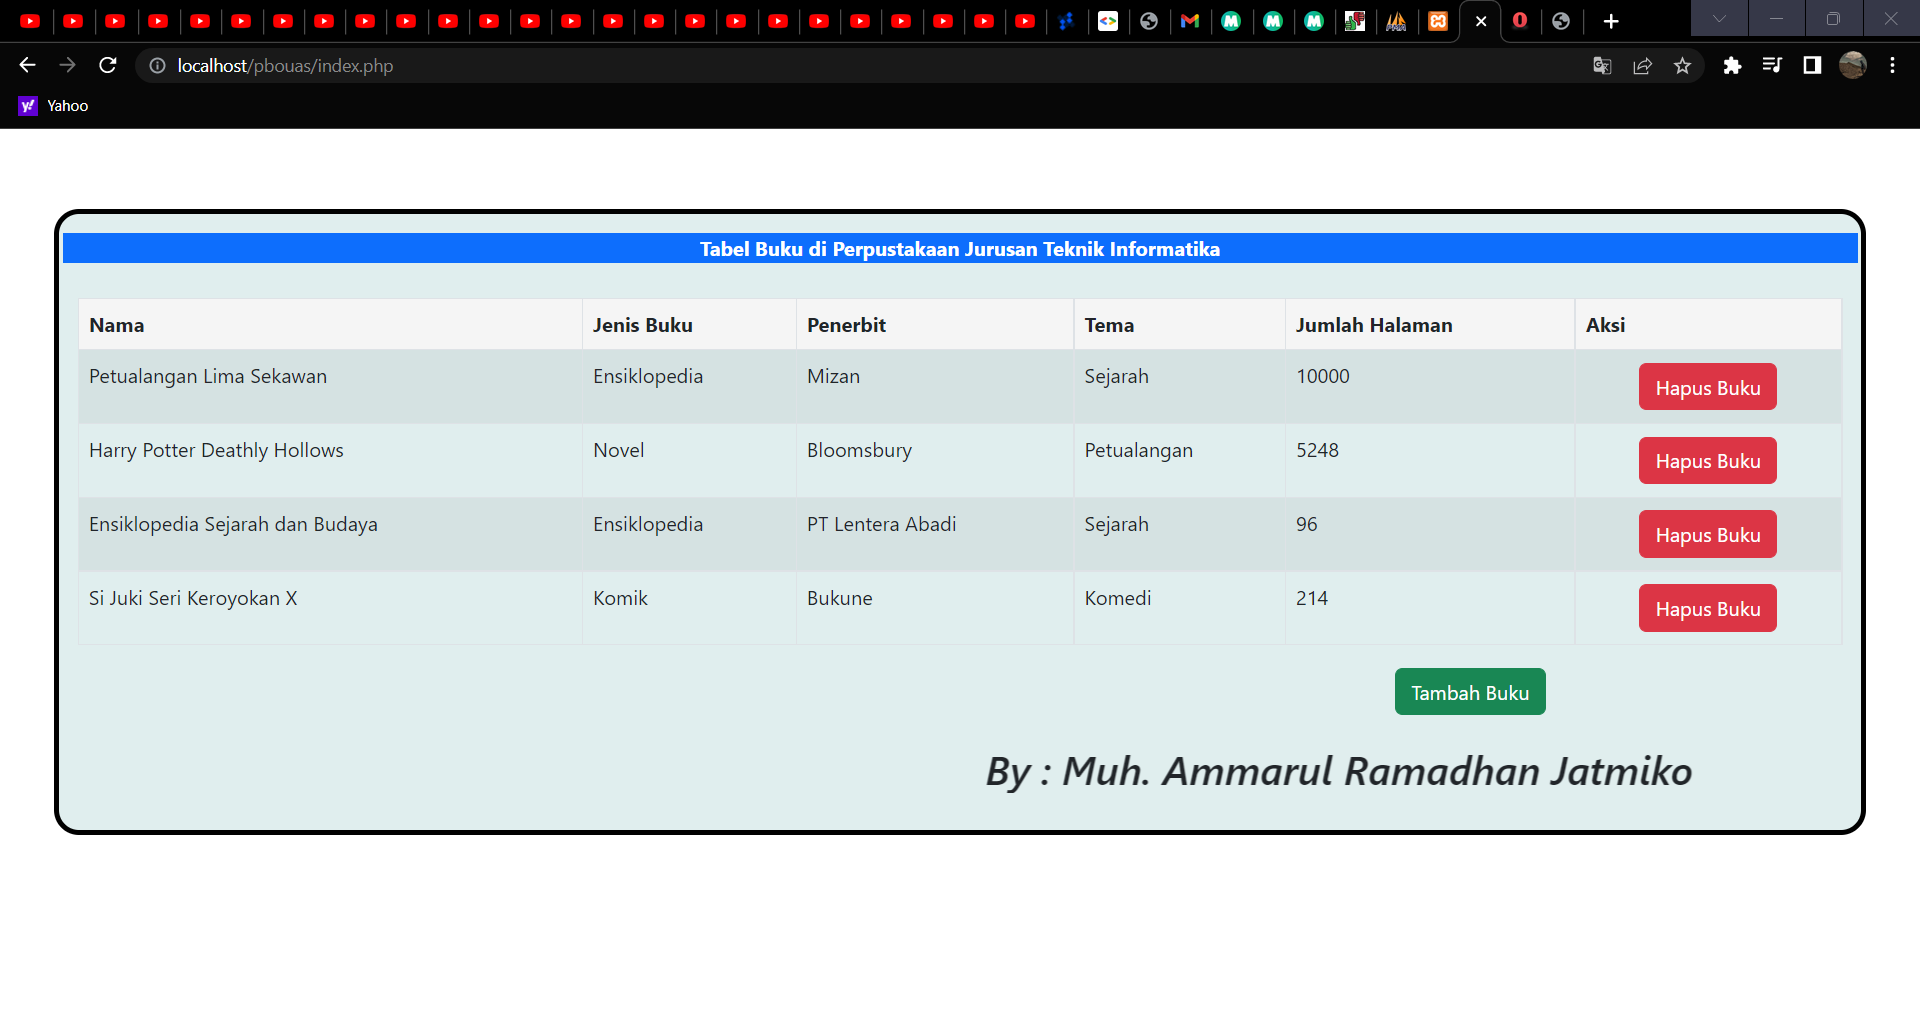 localhost/pbouas/index.php
Yahoo
Tabel Buku di Perpustakaan Jurusan Teknik Informatika
Nama Jenis Buku Penerbit Tema Jumlah Halaman Aksi
Petualangan Lima Sekawan Ensiklopedia Mizan Sejarah 10000 Hapus Buku
Harry Potter Deathly Hollows Novel Bloomsbury Petualangan 5248 Hapus Buku
Ensiklopedia Sejarah dan Budaya Ensiklopedia PT Lentera Abadi Sejarah 96 Hapus Buku
Si Juki Seri Keroyokan X Komik Bukune Komedi 214 Hapus Buku
Tambah Buku
By : Muh. Ammarul Ramadhan Jatmiko